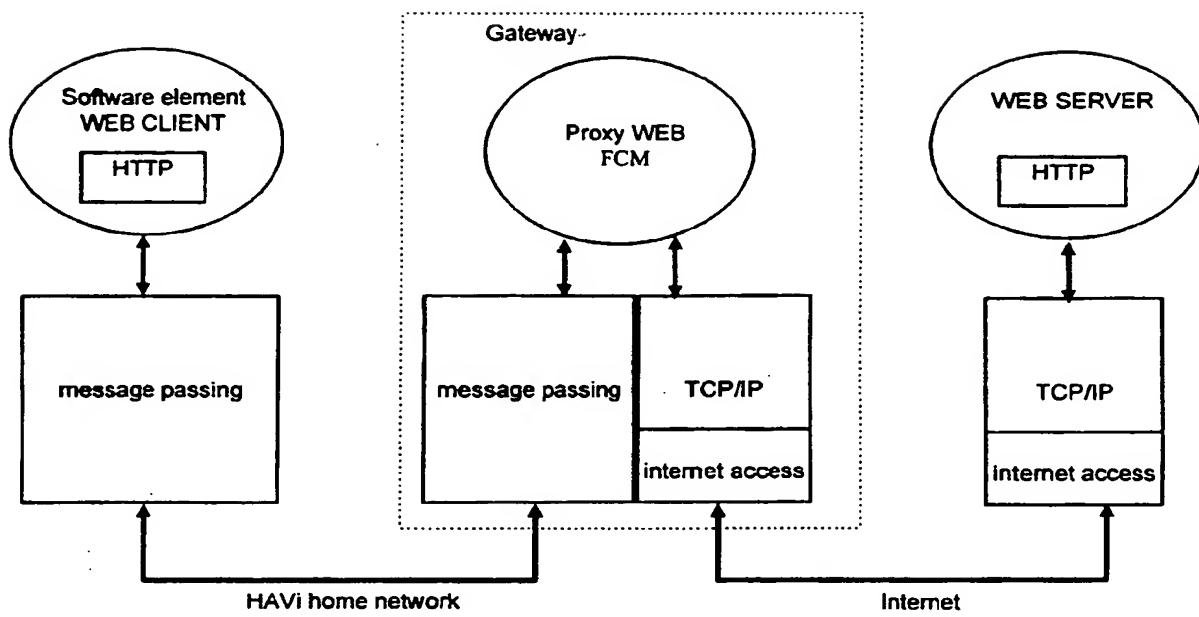 Gateway
Software element
WEB CLIENT
HTTP
Proxy WEB
FCM
WEB SERVER
HTTP
message passing
message passing
TCP/IP
internet access
TCP/IP
internet access
HAVi home network
Internet